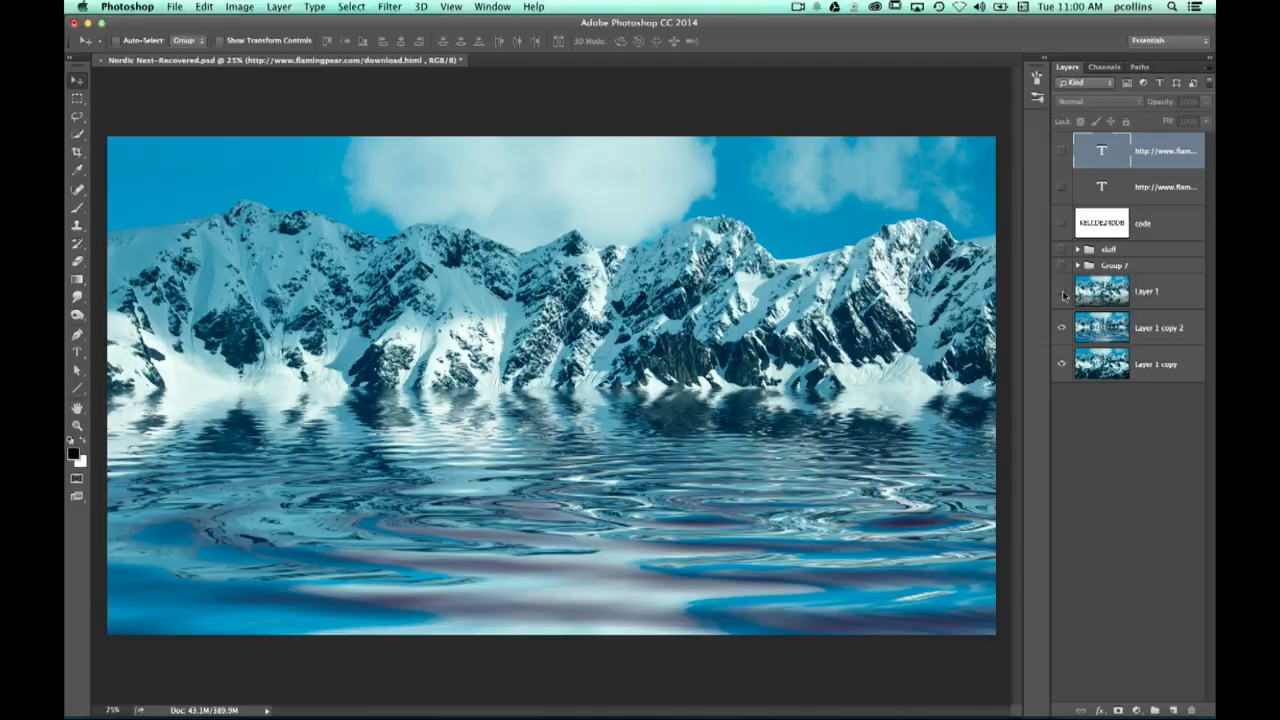 Photoshop File Edit Image Layer Type Select Filter 3D View Window Help Tue 11:00 AM pcollins
Adobe Photoshop CC 2014
Auto-Select: Group Show Transform Controls 3D Mode: Essentials
Nordic Nest-Recovered.psd @ 25% (http://www.flamingpear.com/download.html , RGB/8) *
Layers Channels Paths
Kind
Normal Opacity: 100%
Lock: Fill: 100%
T http://www.flam...
T http://www.flam...
code
stuff
Group 7
Layer 1
Layer 1 copy 2
Layer 1 copy
25% Doc: 43.1M/389.9M